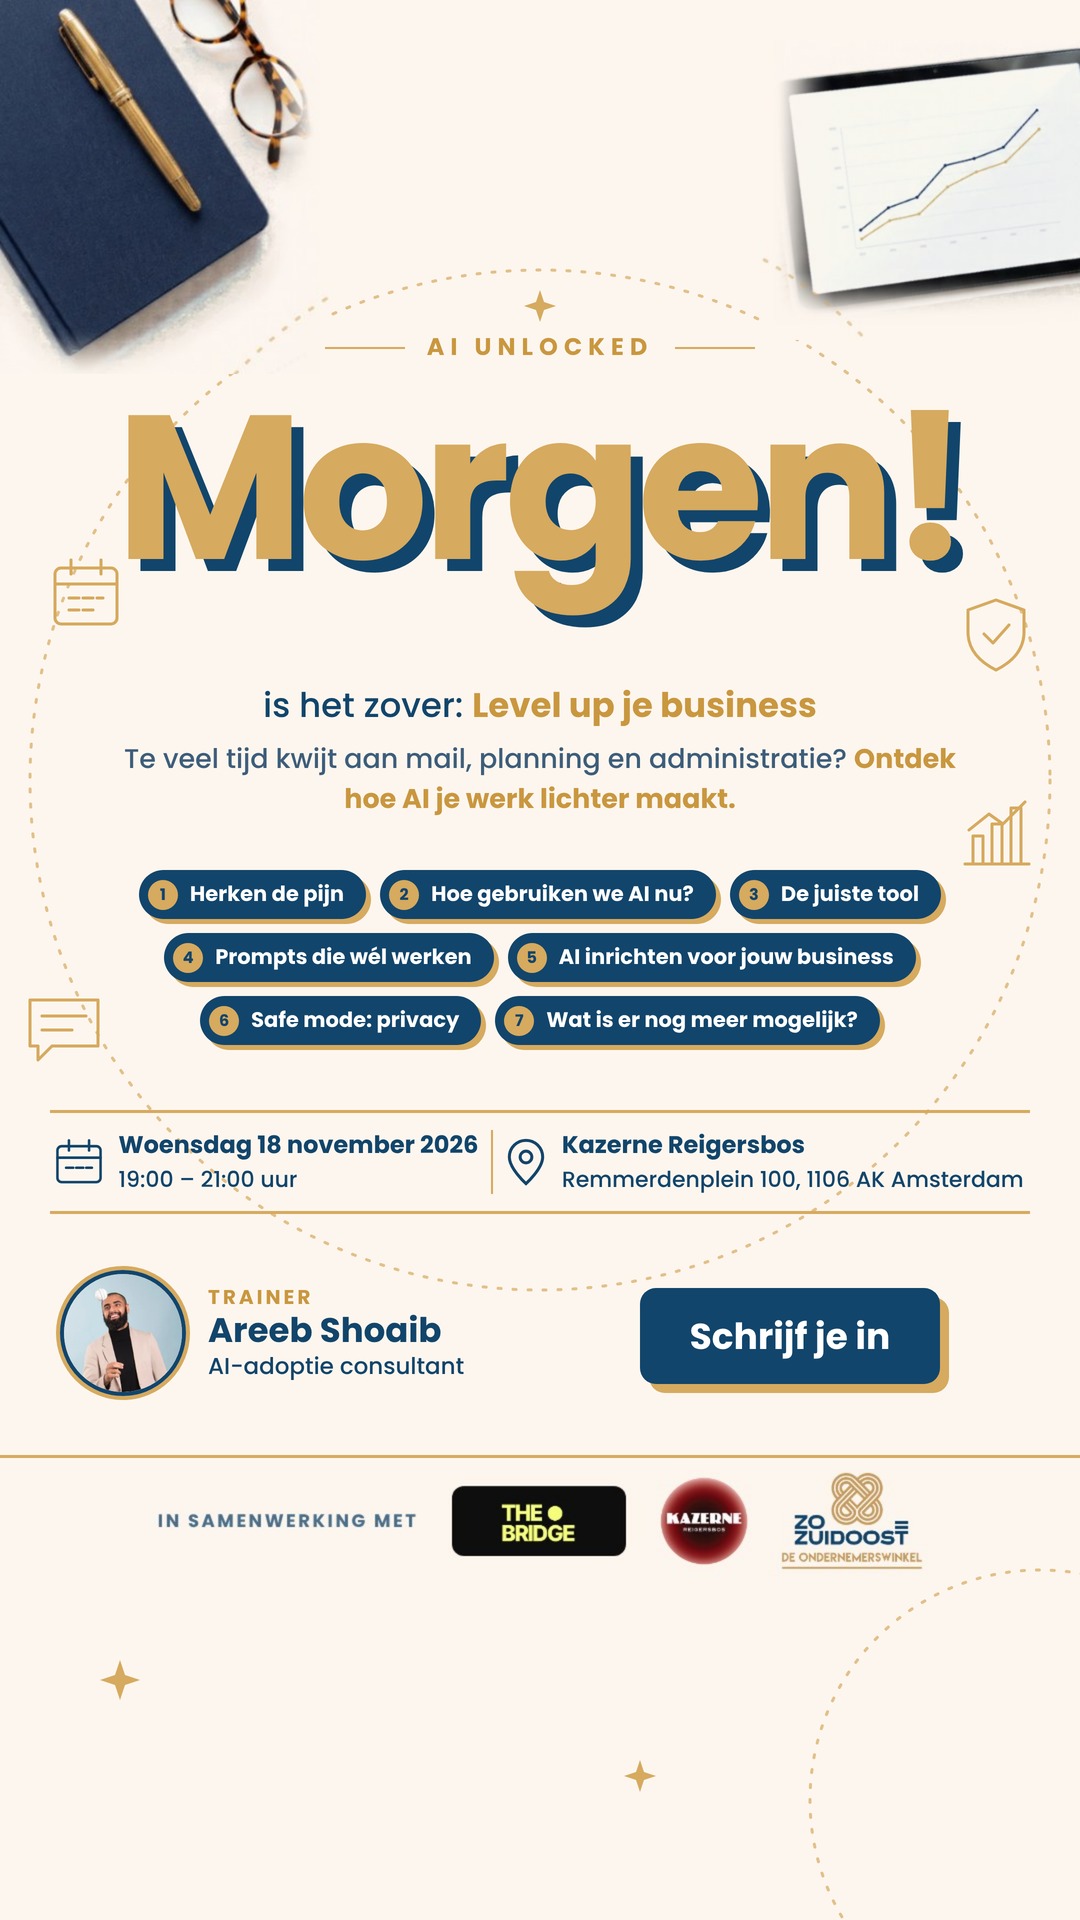 AI UNLOCKED
Morgen!
is het zover: Level up je business
Te veel tijd kwijt aan mail, planning en administratie? Ontdek
hoe AI je werk lichter maakt.
1 Herken de pijn
2 Hoe gebruiken we AI nu?
3 De juiste tool
4 Prompts die wél werken
5 AI inrichten voor jouw business
6 Safe mode: privacy
7 Wat is er nog meer mogelijk?
Woensdag 18 november 2026
19:00 – 21:00 uur
Kazerne Reigersbos
Remmerdenplein 100, 1106 AK Amsterdam
TRAINER
Areeb Shoaib
AI-adoptie consultant
Schrijf je in
IN SAMENWERKING MET
THE
BRIDGE
KAZERNE
REIGERSBOS
ZO
ZUIDOOST
DE ONDERNEMERSWINKEL